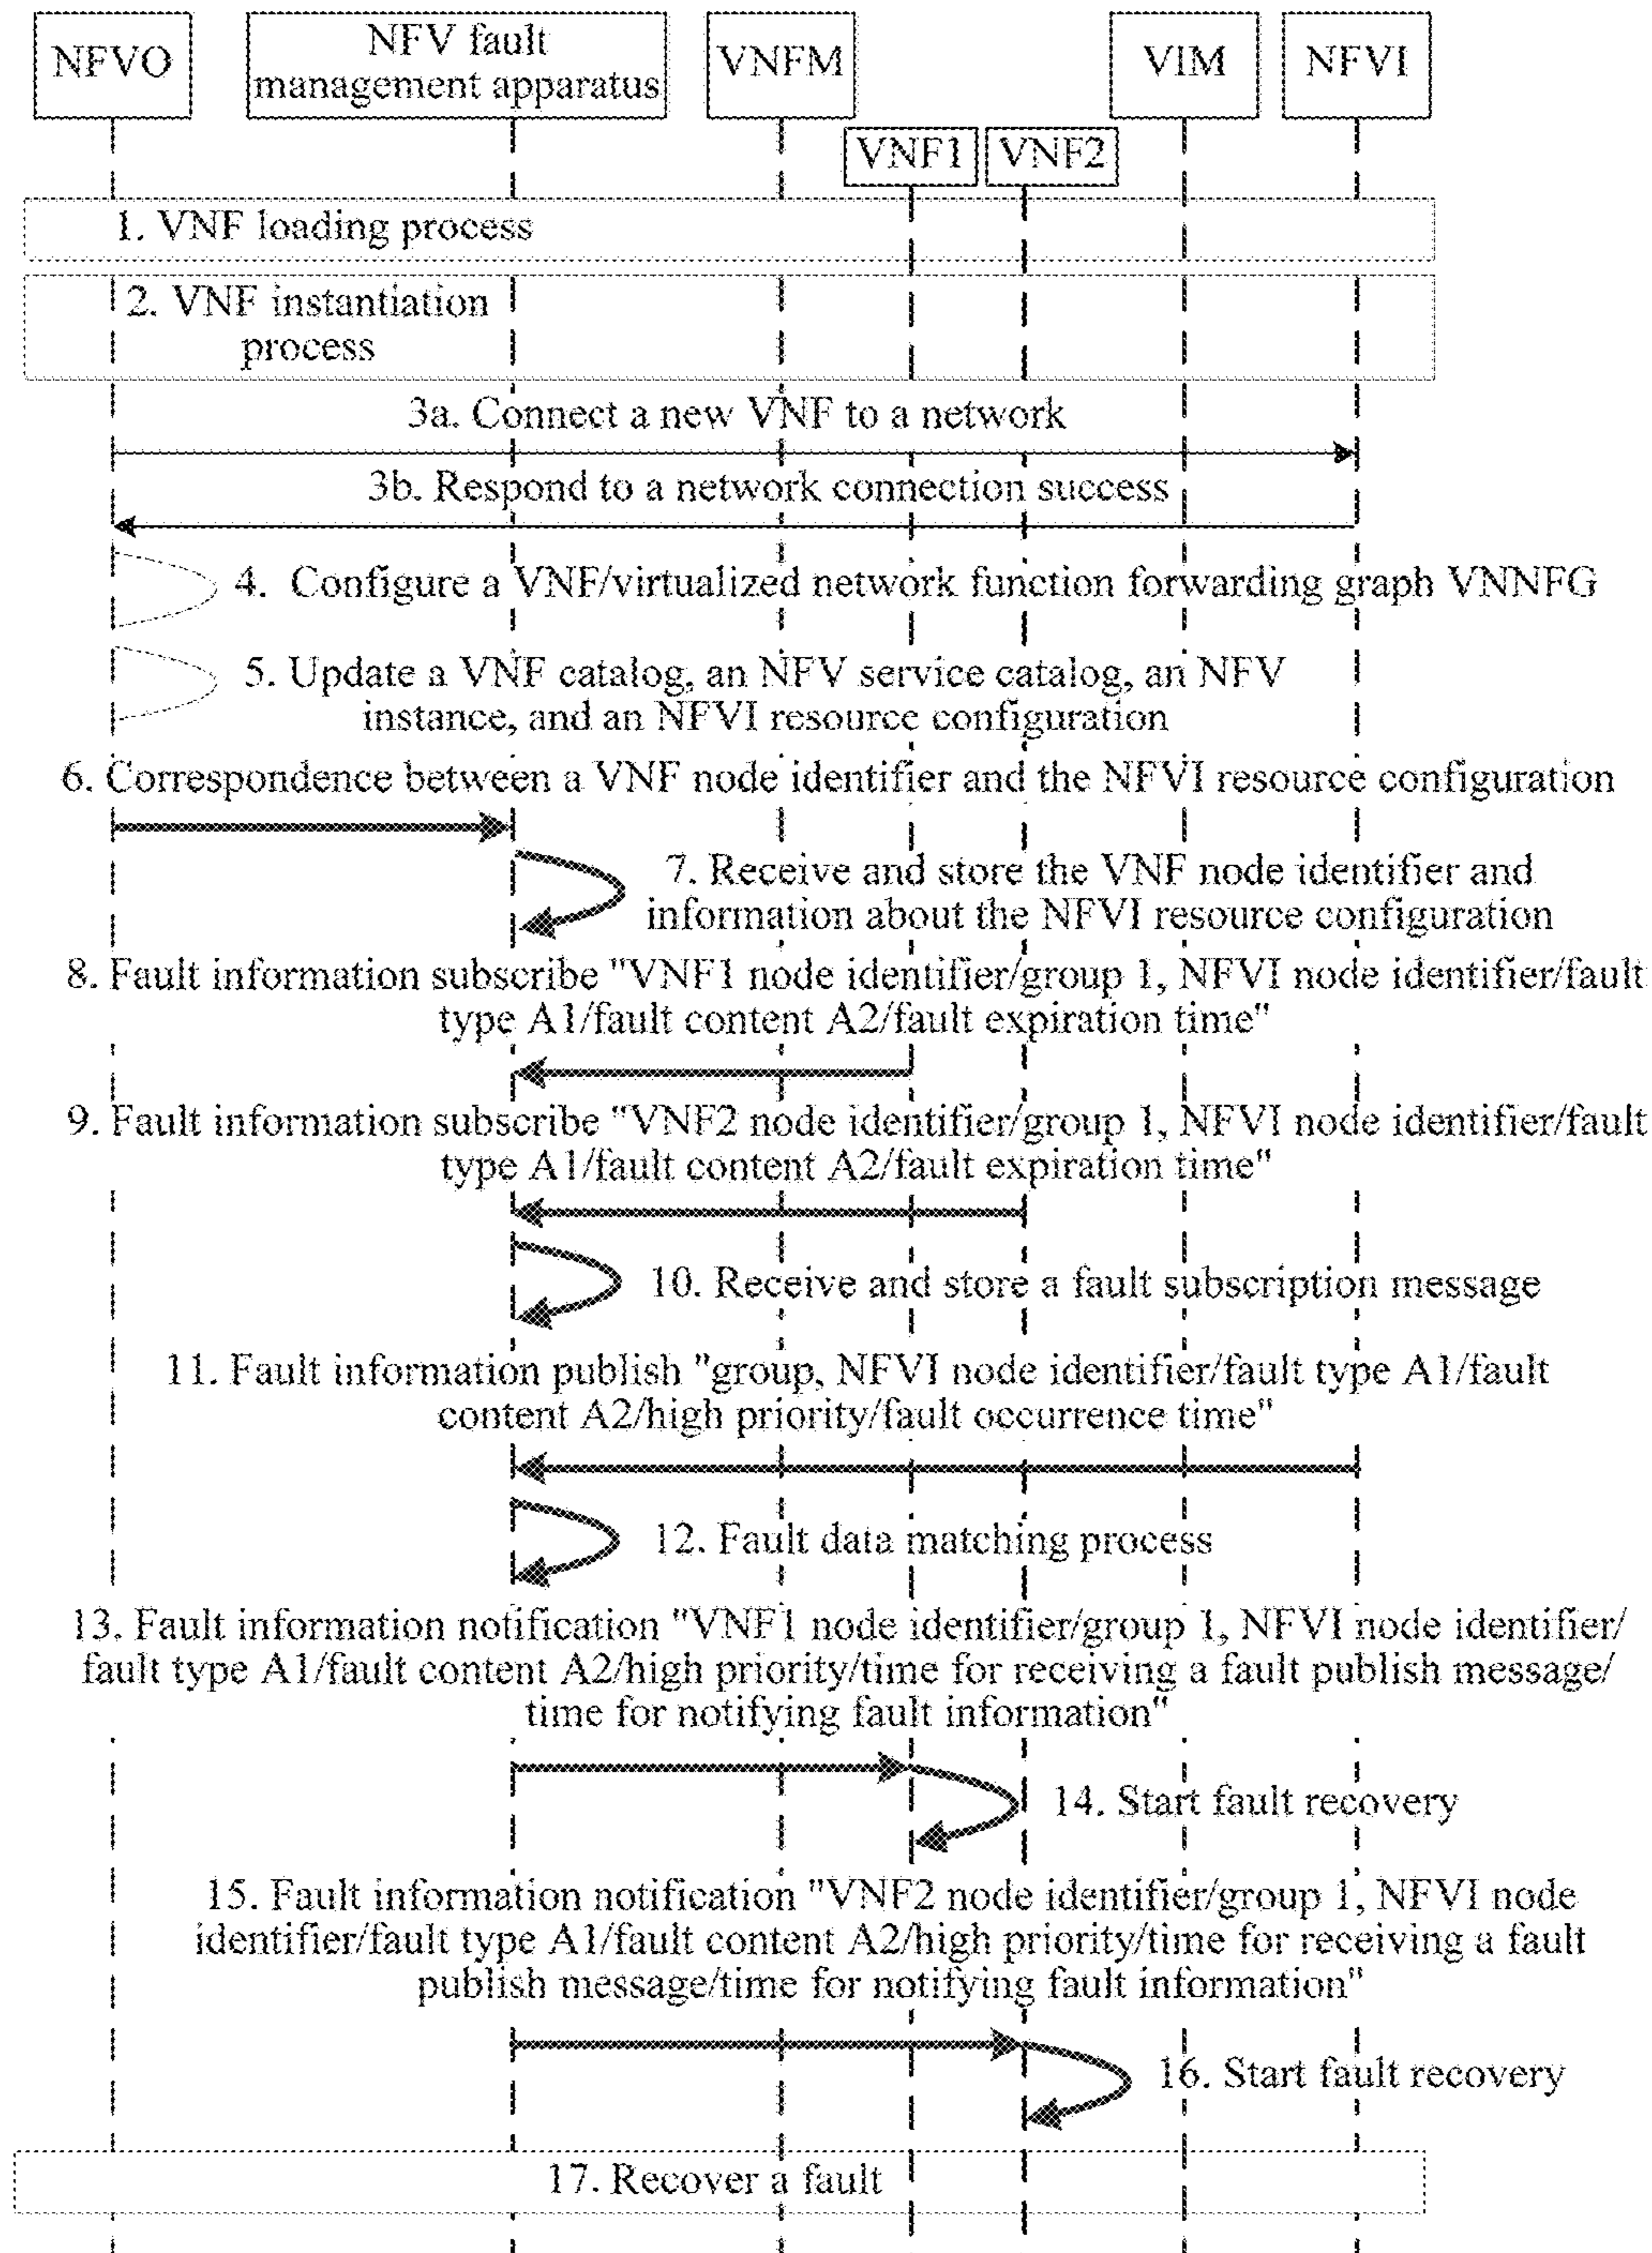 NFVO
NFV fault
management apparatus
VNFM
VIM
NFVI
VNF1
VNF2
1. VNF loading process
2. VNF instantiation
process
3a. Connect a new VNF to a network
3b. Respond to a network connection success
4. Configure a VNF/virtualized network function forwarding graph VNNFG
5. Update a VNF catalog, an NFV service catalog, an NFV
instance, and an NFVI resource configuration
6. Correspondence between a VNF node identifier and the NFVI resource configuration
7. Receive and store the VNF node identifier and
information about the NFVI resource configuration
8. Fault information subscribe "VNF1 node identifier/group 1, NFVI node identifier/fault
type A1/fault content A2/fault expiration time"
9. Fault information subscribe "VNF2 node identifier/group 1, NFVI node identifier/fault
type A1/fault content A2/fault expiration time"
10. Receive and store a fault subscription message
11. Fault information publish "group, NFVI node identifier/fault type A1/fault
content A2/high priority/fault occurrence time"
12. Fault data matching process
13. Fault information notification "VNF1 node identifier/group 1, NFVI node identifier/
fault type A1/fault content A2/high priority/time for receiving a fault publish message/
time for notifying fault information"
14. Start fault recovery
15. Fault information notification "VNF2 node identifier/group 1, NFVI node
identifier/fault type A1/fault content A2/high priority/time for receiving a fault
publish message/time for notifying fault information"
16. Start fault recovery
17. Recover a fault